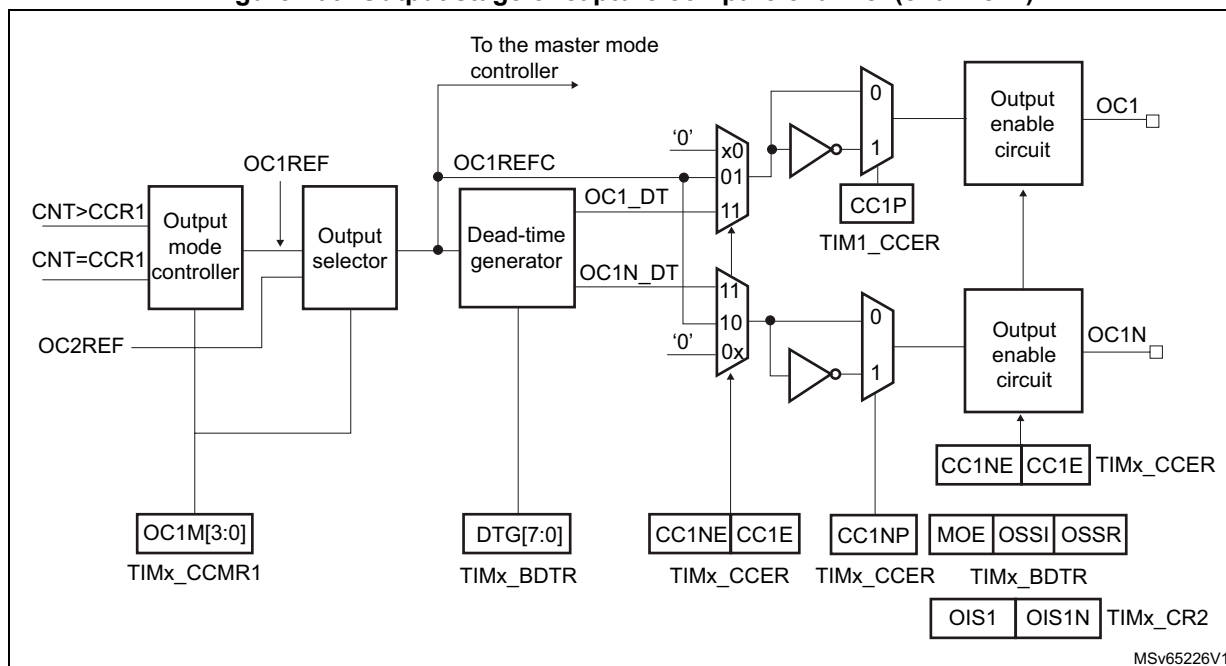 To the master mode
controller
OC1REF
OC1REFC
CNT>CCR1
CNT=CCR1
Output
mode
controller
Output
selector
OC2REF
Dead-time
generator
OC1_DT
OC1N_DT
'0'
x0
01
11
11
10
'0'
0x
0
1
CC1P
TIM1_CCER
0
1
Output
enable
circuit
OC1
Output
enable
circuit
OC1N
CC1NE CC1E TIMx_CCER
OC1M[3:0]
TIMx_CCMR1
DTG[7:0]
TIMx_BDTR
CC1NE CC1E
TIMx_CCER
CC1NP
TIMx_CCER
MOE OSSI OSSR
TIMx_BDTR
OIS1 OIS1N TIMx_CR2
MSv65226V1